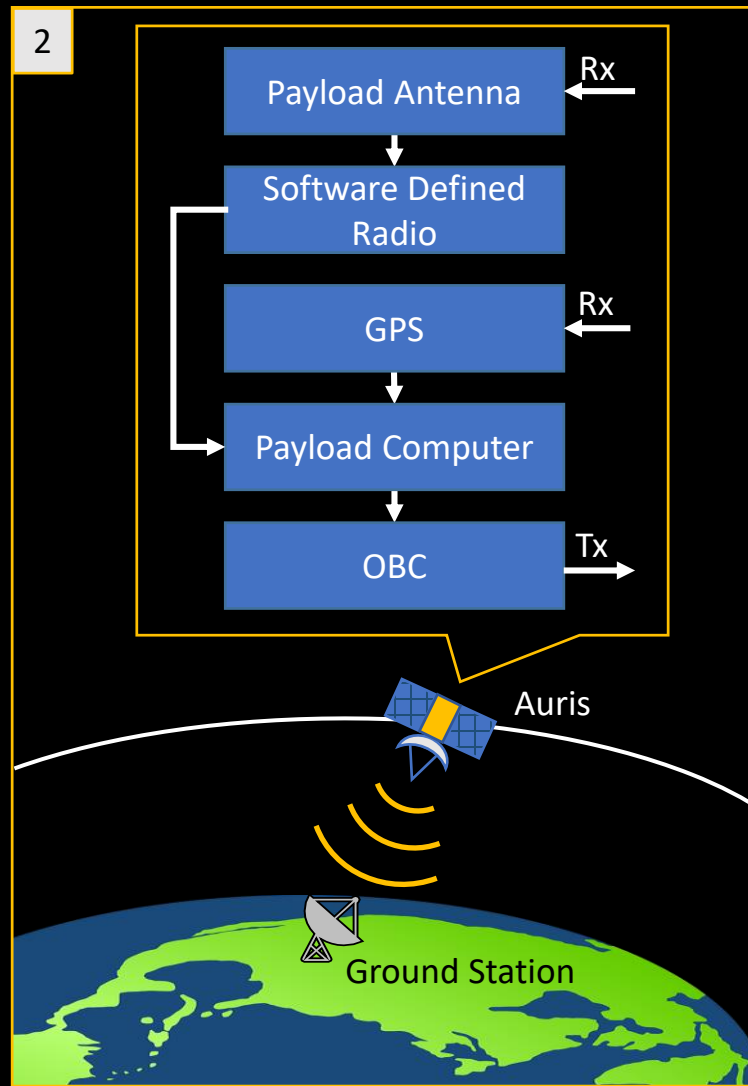 2
Rx
Payload Antenna
Software Defined
Radio
Rx
GPS
Payload Computer
Tx
OBC
Auris
Ground Station